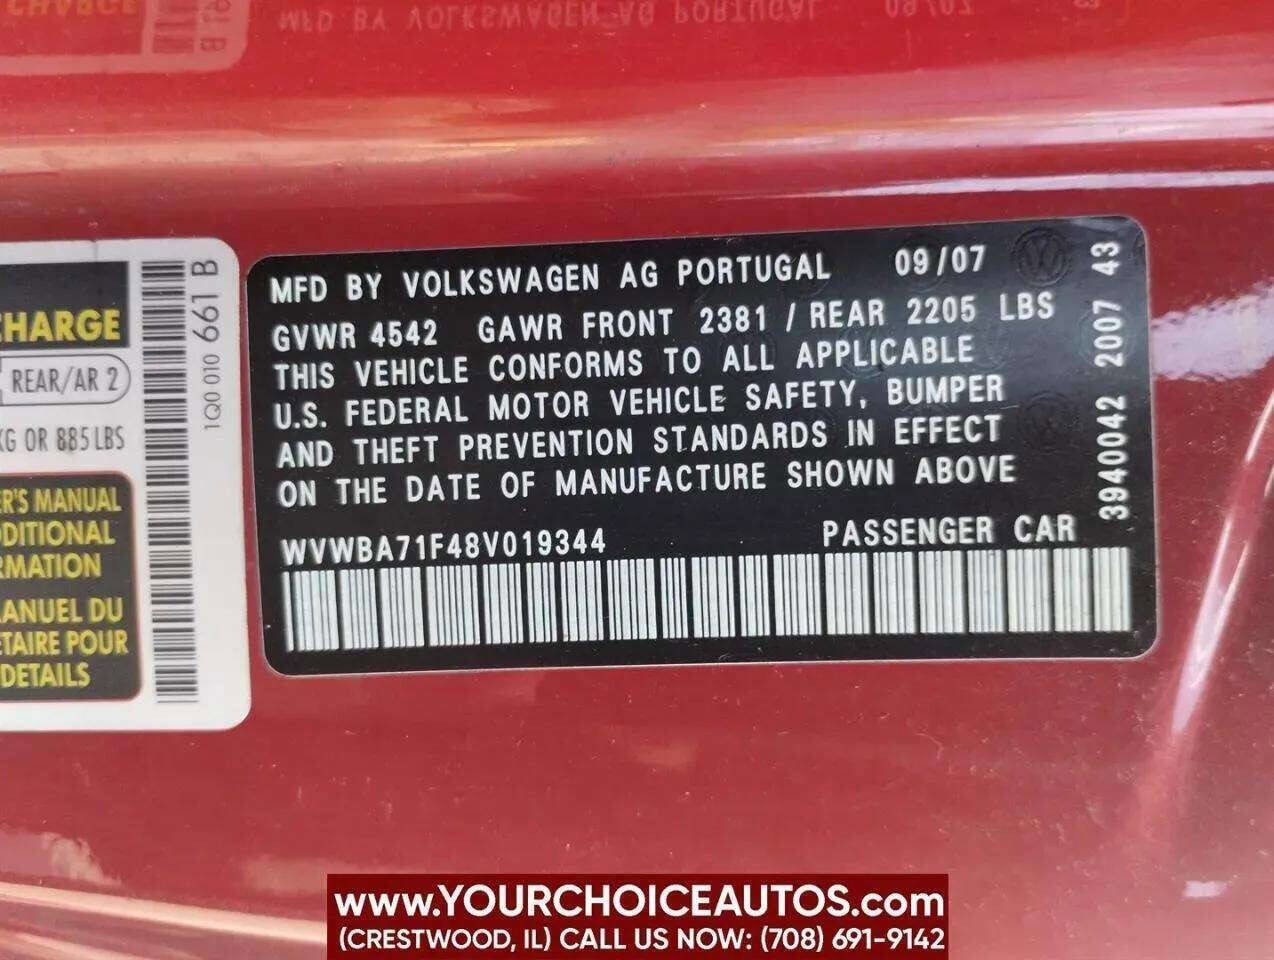 MFD BY VOLKSWAGEN AG PORTUGAL 09/07
GVWR 4542 GAWR FRONT 2381 / REAR 2205 LBS
THIS VEHICLE CONFORMS TO ALL APPLICABLE
U.S. FEDERAL MOTOR VEHICLE SAFETY, BUMPER
AND THEFT PREVENTION STANDARDS IN EFFECT
ON THE DATE OF MANUFACTURE SHOWN ABOVE
WVWBA71F48V019344 PASSENGER CAR
3940042 2007 43
CHARGE
REAR/AR 2
KG OR 885 LBS
ER'S MANUAL
DDITIONAL
RMATION
MANUEL DU
ÉTAIRE POUR
DETAILS
1Q0 010 661 B
www.YOURCHOICEAUTOS.com
(CRESTWOOD, IL) CALL US NOW: (708) 691-9142